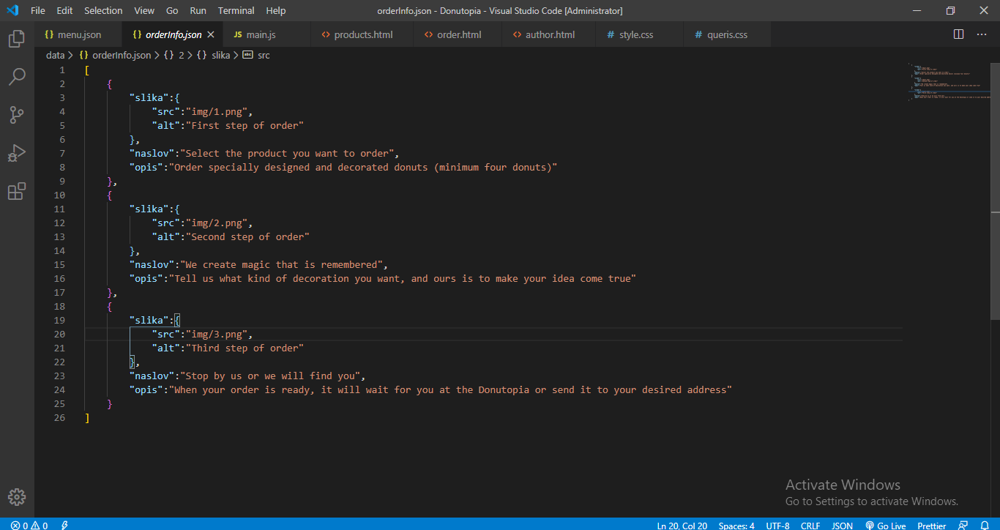 File Edit Selection View Go Run Terminal Help orderInfo.json - Donutopia - Visual Studio Code [Administrator]
{} menu.json {} orderInfo.json JS main.js <> products.html <> order.html <> author.html # style.css # queris.css ...
data > {} orderInfo.json > {} 2 > {} slika > abc src
1 [
2 {
3 "slika":{
4 "src":"img/1.png",
5 "alt":"First step of order"
6 },
7 "naslov":"Select the product you want to order",
8 "opis":"Order specially designed and decorated donuts (minimum four donuts)"
9 },
10 {
11 "slika":{
12 "src":"img/2.png",
13 "alt":"Second step of order"
14 },
15 "naslov":"We create magic that is remembered",
16 "opis":"Tell us what kind of decoration you want, and ours is to make your idea come true"
17 },
18 {
19 "slika":{
20 "src":"img/3.png",
21 "alt":"Third step of order"
22 },
23 "naslov":"Stop by us or we will find you",
24 "opis":"When your order is ready, it will wait for you at the Donutopia or send it to your desired address"
25 }
26 ]
Activate Windows
Go to Settings to activate Windows.
0 0 Ln 20, Col 20 Spaces: 4 UTF-8 CRLF JSON Go Live Prettier